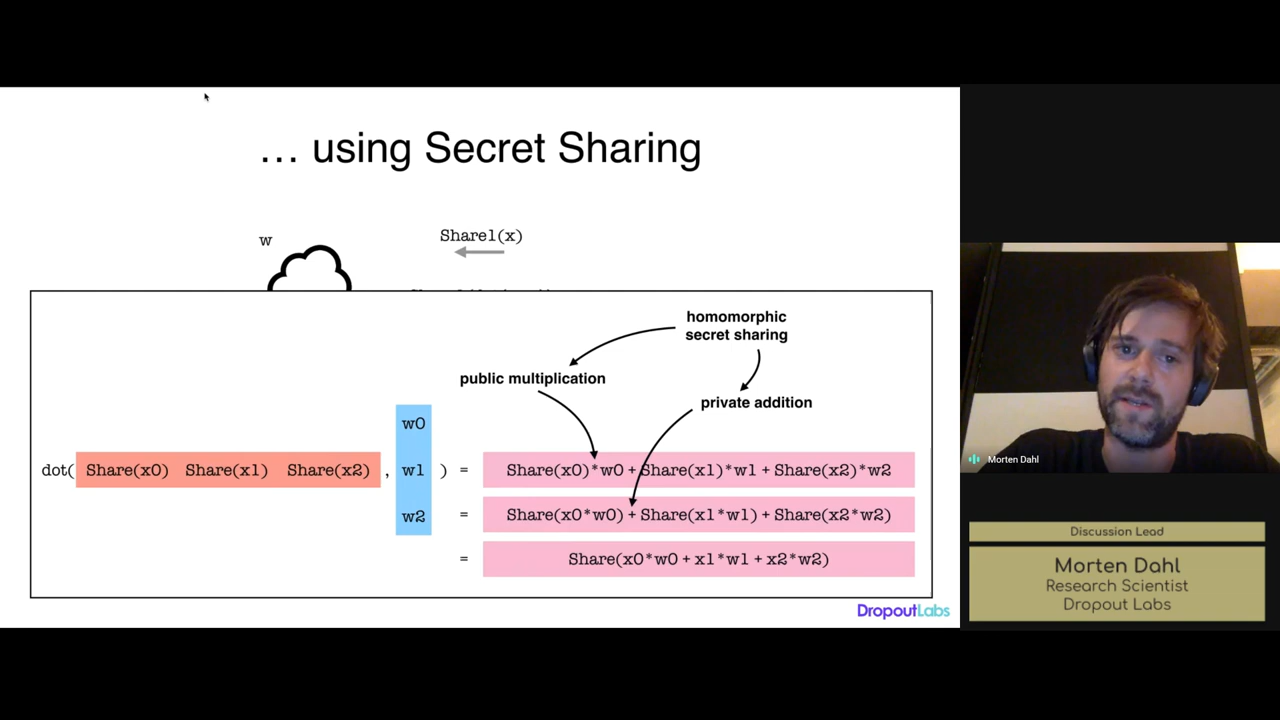 ... using Secret Sharing
w
Share1(x)
homomorphic
secret sharing
public multiplication
private addition
w0
dot( Share(x0) Share(x1) Share(x2) , w1 ) = Share(x0)*w0 + Share(x1)*w1 + Share(x2)*w2
w2
= Share(x0*w0) + Share(x1*w1) + Share(x2*w2)
= Share(x0*w0 + x1*w1 + x2*w2)
DropoutLabs
Morten Dahl
Discussion Lead
Morten Dahl
Research Scientist
Dropout Labs